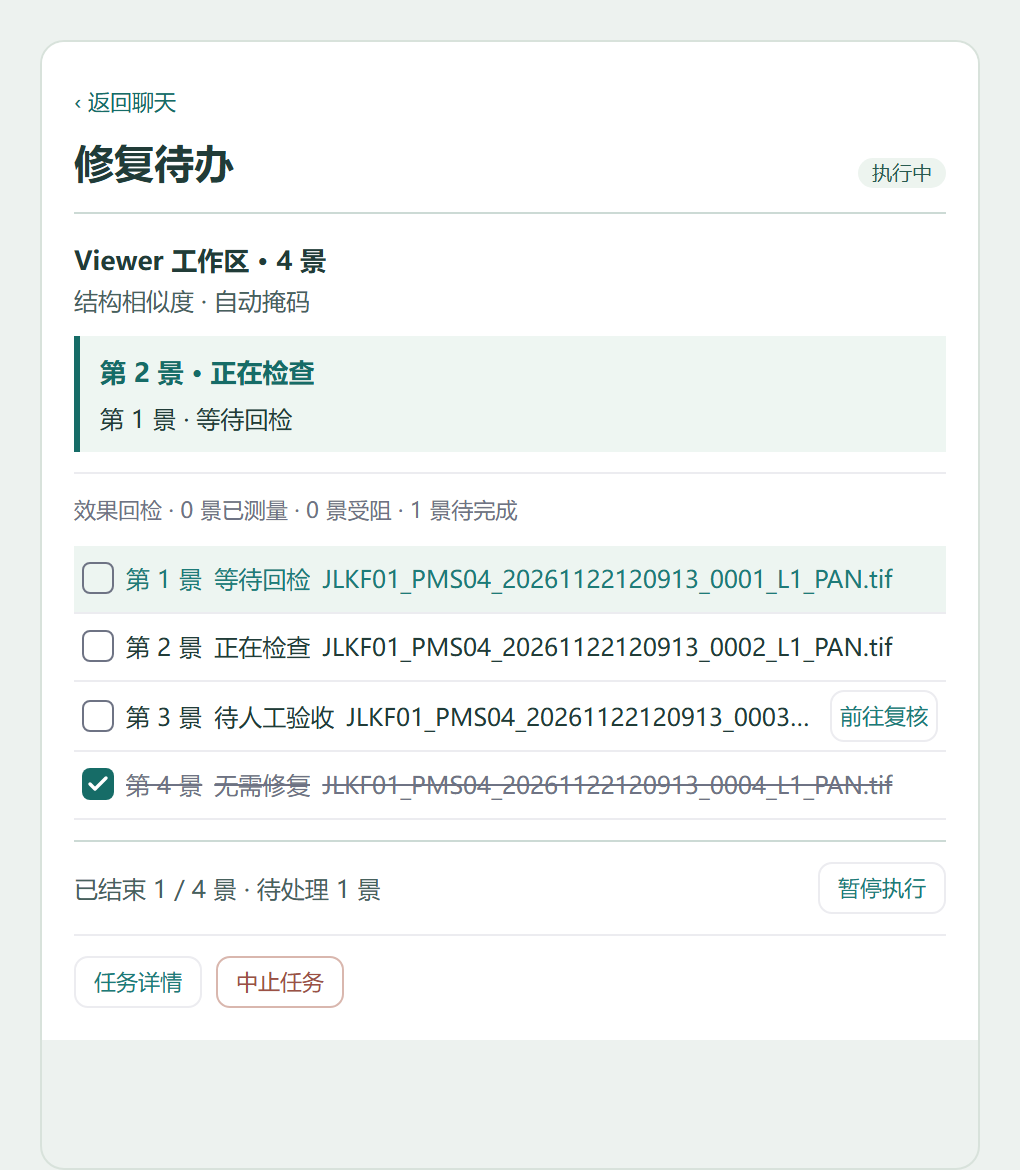 ‹ 返回聊天
修复待办
执行中
Viewer 工作区 • 4 景
结构相似度 · 自动掩码
第 2 景 • 正在检查
第 1 景 · 等待回检
效果回检 · 0 景已测量 · 0 景受阻 · 1 景待完成
第 1 景 等待回检 JLKF01_PMS04_20261122120913_0001_L1_PAN.tif
第 2 景 正在检查 JLKF01_PMS04_20261122120913_0002_L1_PAN.tif
第 3 景 待人工验收 JLKF01_PMS04_20261122120913_0003... 前往复核
第 4 景 无需修复 JLKF01_PMS04_20261122120913_0004_L1_PAN.tif
已结束 1 / 4 景 · 待处理 1 景 暂停执行
任务详情 中止任务